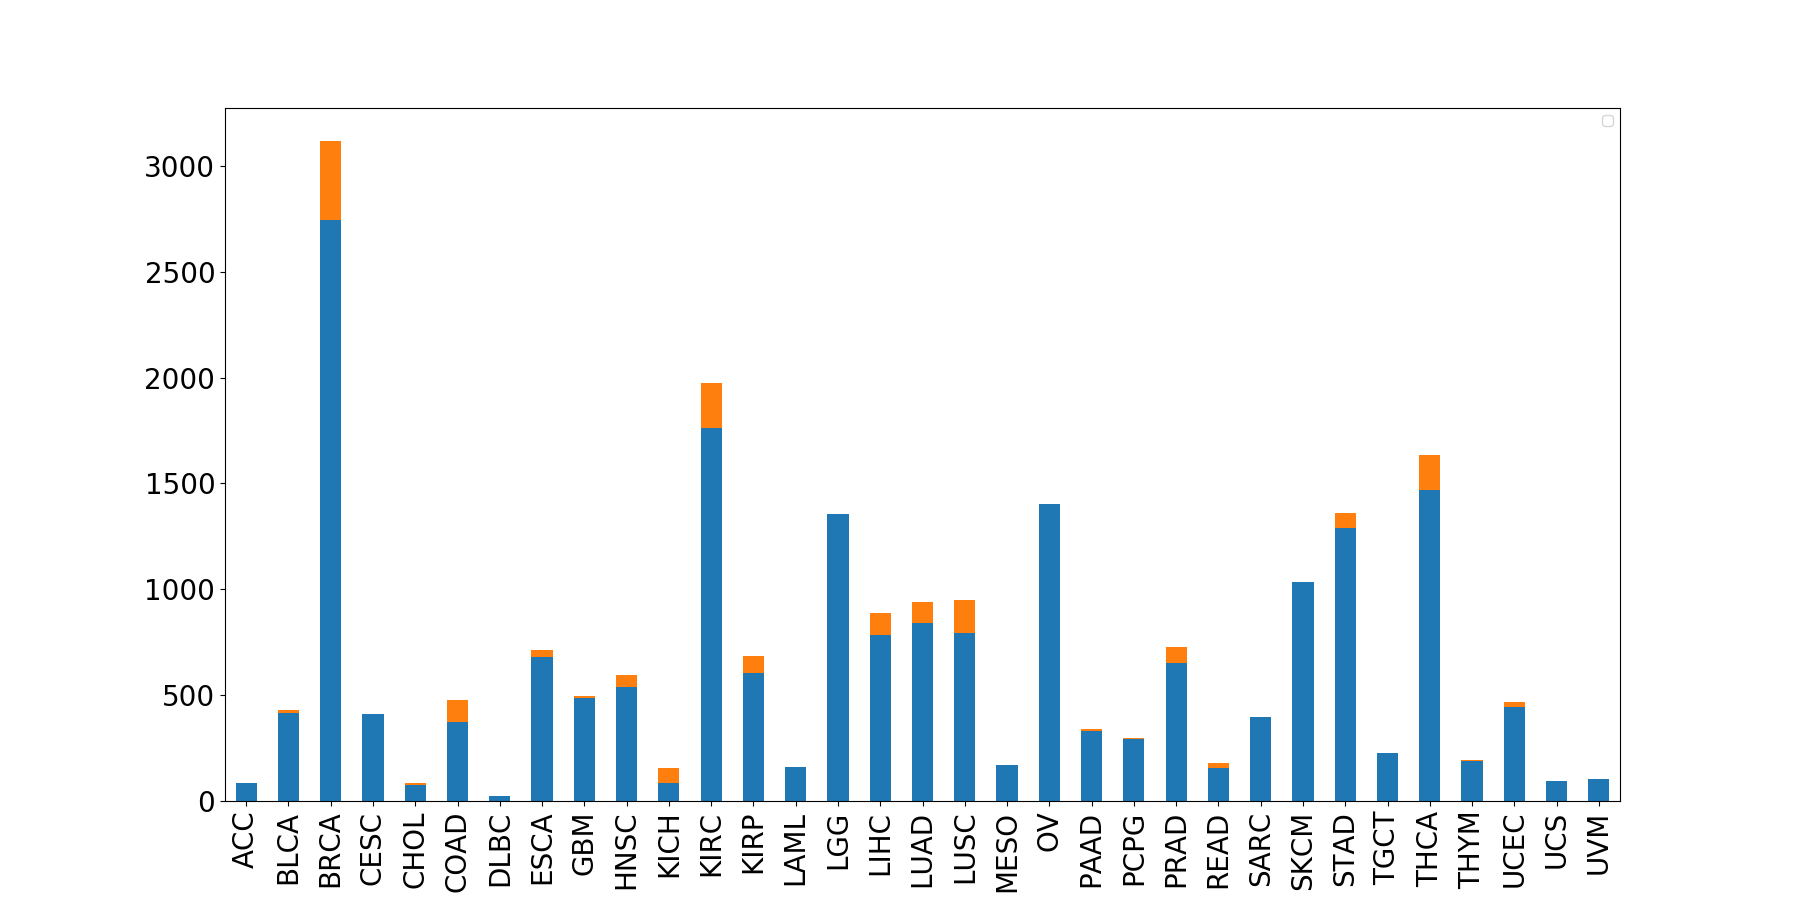 3000
2500
2000
1500
1000
500
0
ACC
BLCA
BRCA
CESC
CHOL
COAD
DLBC
ESCA
GBM
HNSC
KICH
KIRC
KIRP
LAML
LGG
LIHC
LUAD
LUSC
MESO
OV
PAAD
PCPG
PRAD
READ
SARC
SKCM
STAD
TGCT
THCA
THYM
UCEC
UCS
UVM